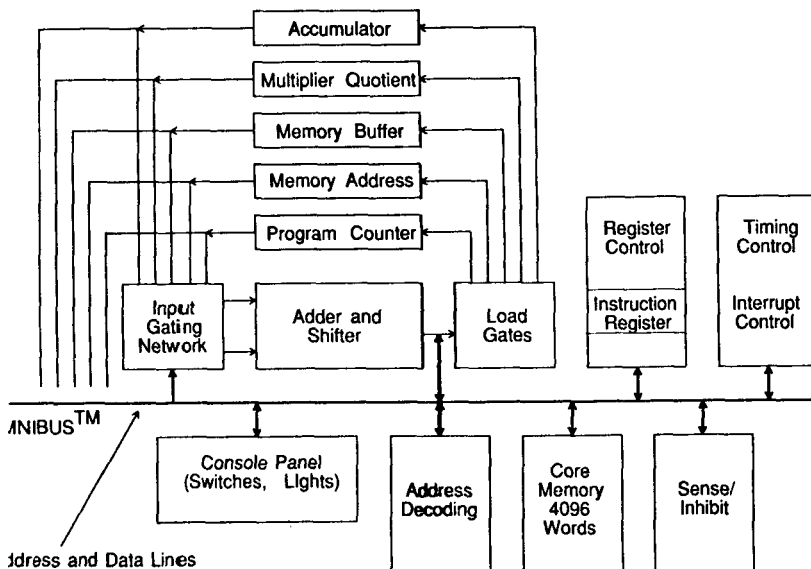 Accumulator
Multiplier Quotient
Memory Buffer
Memory Address
Program Counter
Input
Gating
Network
Adder and
Shifter
Load
Gates
Register
Control
Instruction
Register
Timing
Control
Interrupt
Control
MNIBUS™
Console Panel
(Switches, LIghts)
Address
Decoding
Core
Memory
4096
Words
Sense/
Inhibit
ddress and Data Lines